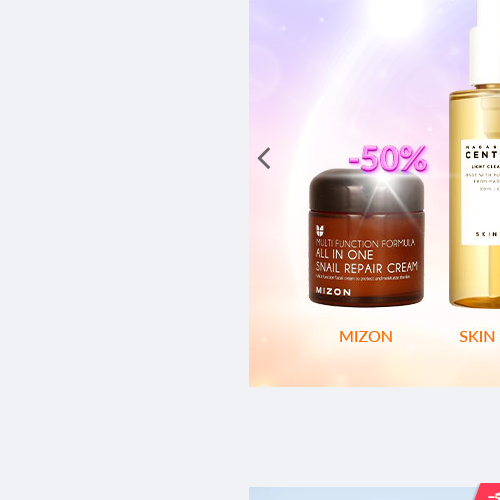 -50%
MULTI FUNCTION FORMULA
ALL IN ONE
SNAIL REPAIR CREAM
MIZON
CENT
LIGHT CLEA
SKIN
MIZON
SKIN